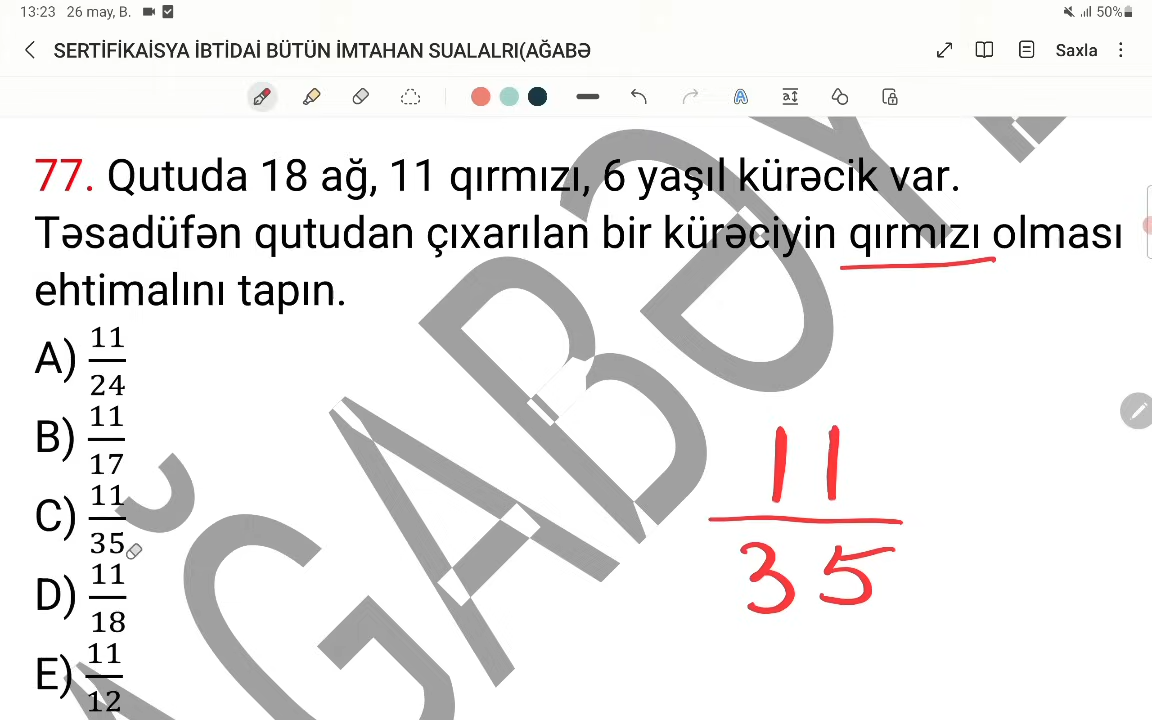 13:23 26 may, B. 50%
SERTİFİKAİSYA İBTİDAİ BÜTÜN İMTAHAN SUALALRI(AĞABƏ Saxla
77. Qutuda 18 ağ, 11 qırmızı, 6 yaşıl kürəcik var.
Təsadüfən qutudan çıxarılan bir kürəciyin qırmızı olması
ehtimalını tapın.
A) 11/24
B) 11/17
C) 11/35
D) 11/18
E) 11/12
11
35
AĞABƏY